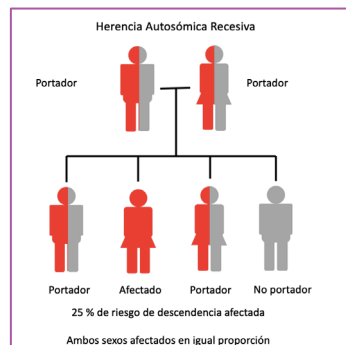 Herencia Autosómica Recesiva
Portador Portador
Portador Afectado Portador No portador
25 % de riesgo de descendencia afectada
Ambos sexos afectados en igual proporción